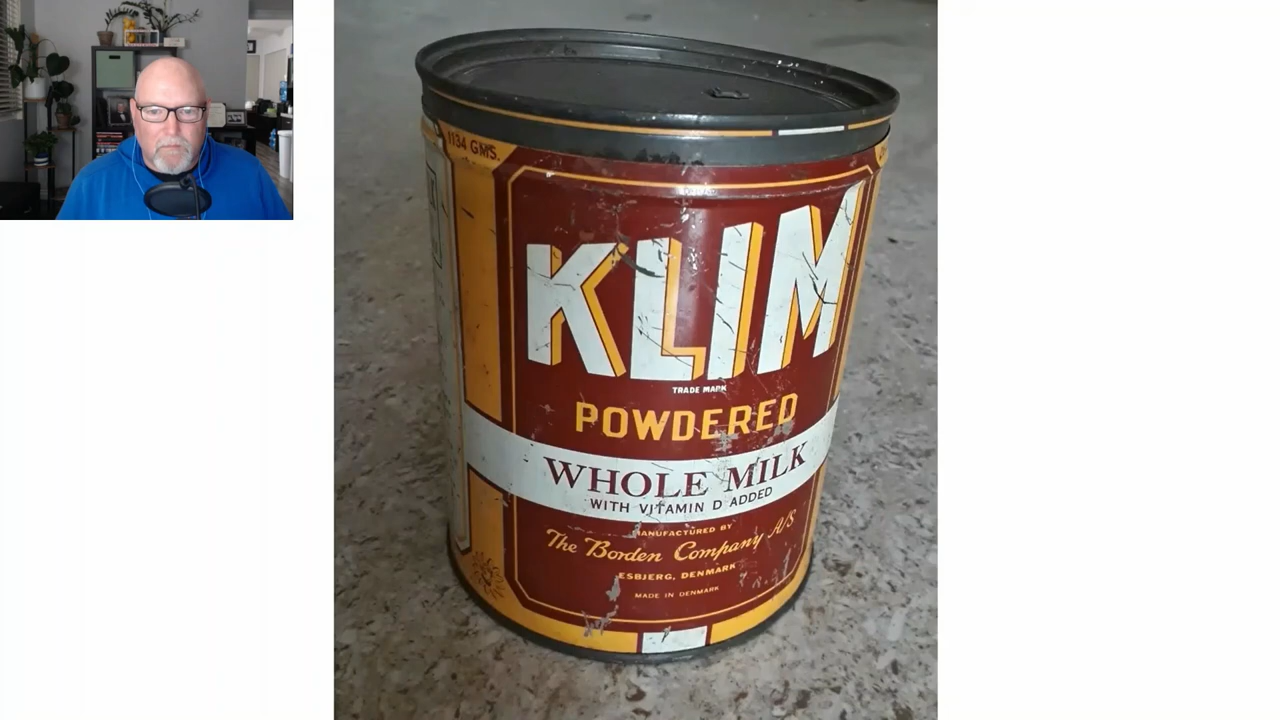 1134 GMS.
KLIM
TRADE MARK
POWDERED
WHOLE MILK
WITH VITAMIN D ADDED
MANUFACTURED BY
The Borden Company A/S
ESBJERG, DENMARK
MADE IN DENMARK